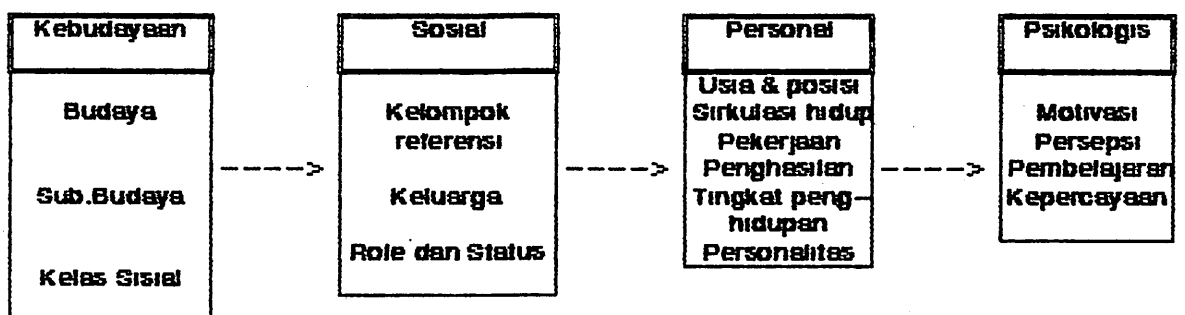 Kebudayaan
Budaya
Sub.Budaya
Kelas Sisial
Sosial
Kelompok
referensi
Keluarga
Role dan Status
Personal
Usia & posisi
Sirkulasi hidup
Pekerjaan
Penghasilan
Tingkat peng-
hidupan
Personalitas
Psikologis
Motivasi
Persepsi
Pembelajaran
Kepercayaan